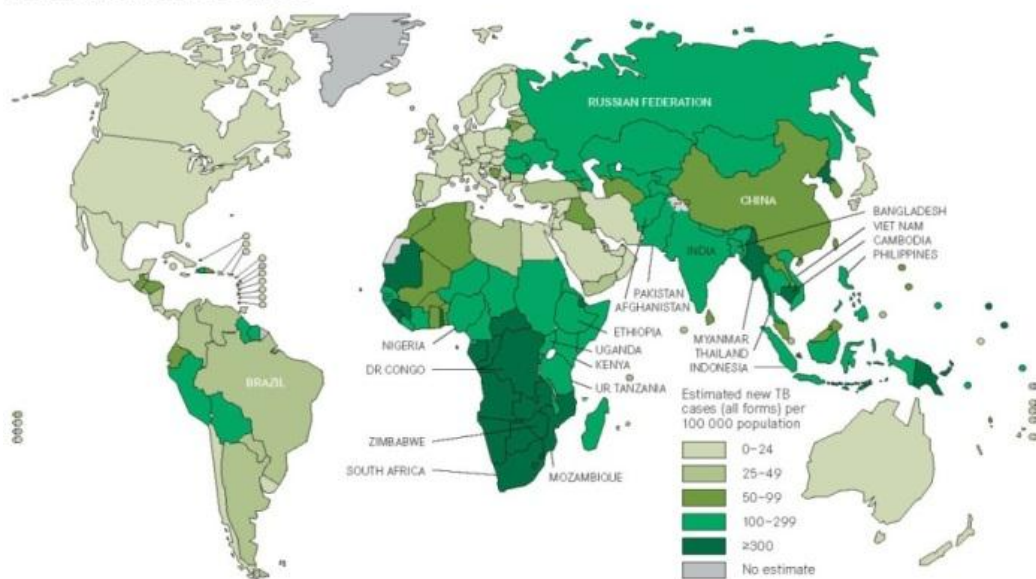 RUSSIAN FEDERATION
CHINA
BANGLADESH
VIET NAM
CAMBODIA
PHILIPPINES
INDIA
PAKISTAN
AFGHANISTAN
NIGERIA
ETHIOPIA
UGANDA
KENYA
MYANMAR
THAILAND
INDONESIA
DR CONGO
BRAZIL
UR TANZANIA
ZIMBABWE
SOUTH AFRICA
MOZAMBIQUE
Estimated new TB
cases (all forms) per
100 000 population
0–24
25–49
50–99
100–299
≥300
No estimate